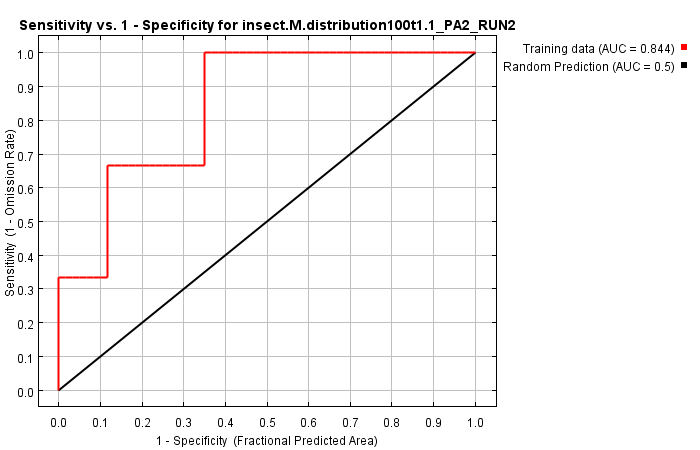 Sensitivity vs. 1 - Specificity for insect.M.distribution100t1.1_PA2_RUN2
Training data (AUC = 0.844)
Random Prediction (AUC = 0.5)
Sensitivity (1 - Omission Rate)
1.0
0.9
0.8
0.7
0.6
0.5
0.4
0.3
0.2
0.1
0.0
0.0 0.1 0.2 0.3 0.4 0.5 0.6 0.7 0.8 0.9 1.0
1 - Specificity (Fractional Predicted Area)